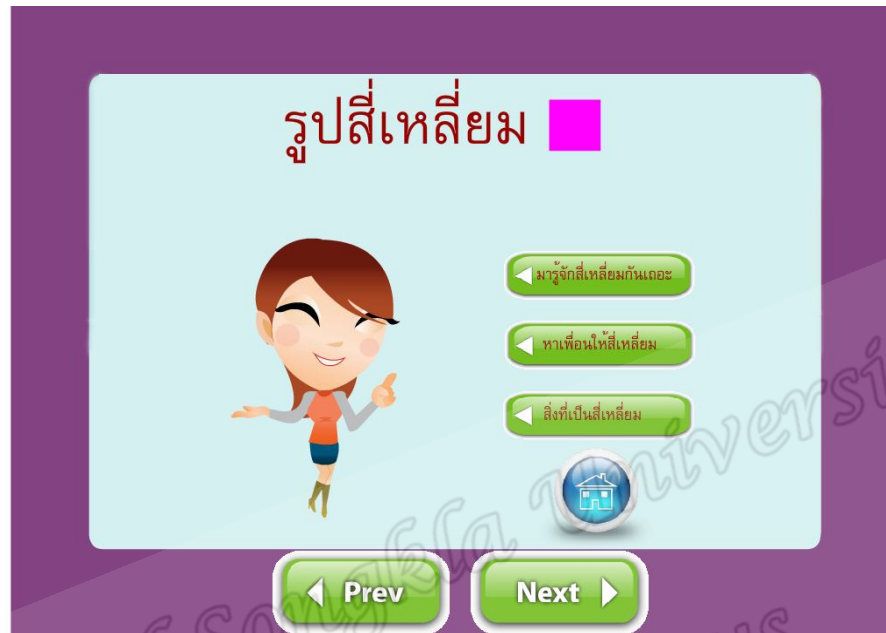 รูปสี่เหลี่ยม
มารู้จักสี่เหลี่ยมกันเถอะ
หาเพื่อนให้สี่เหลี่ยม
สิ่งที่เป็นสี่เหลี่ยม
Prev
Next
Songkla Universi